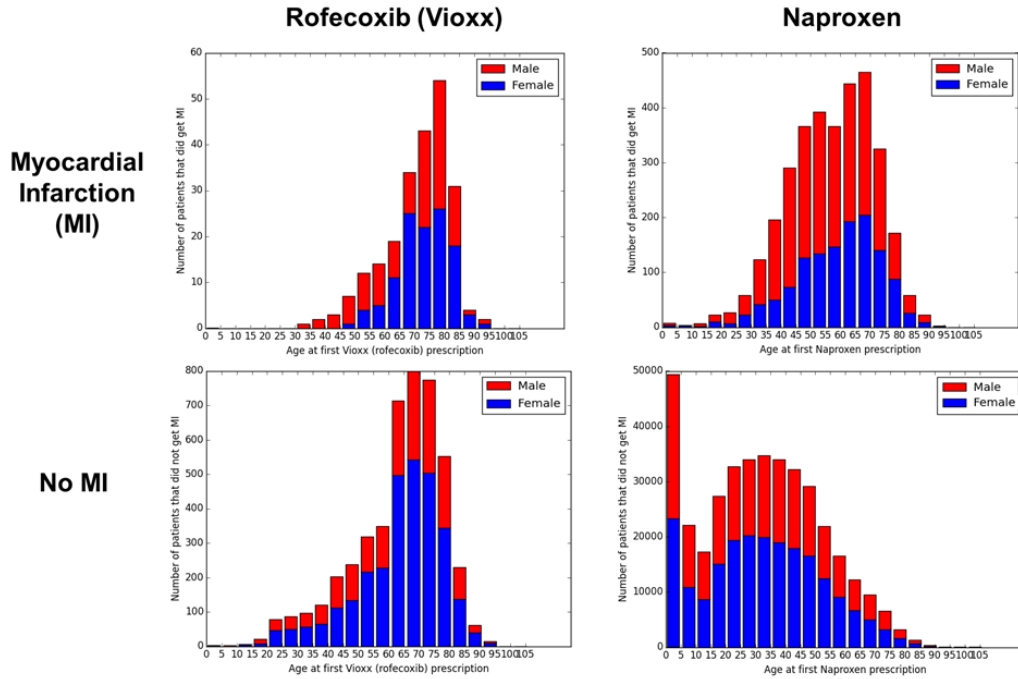 Rofecoxib (Vioxx)
Naproxen
Myocardial
Infarction
(MI)
No MI
Number of patients that did get MI
60
50
40
30
20
10
0
Male
Female
0 5 10 15 20 25 30 35 40 45 50 55 60 65 70 75 80 85 90 95 100 105
Age at first Vioxx (rofecoxib) prescription
Number of patients that did get MI
500
400
300
200
100
0
Male
Female
0 5 10 15 20 25 30 35 40 45 50 55 60 65 70 75 80 85 90 95 100 105
Age at first Naproxen prescription
Number of patients that did not get MI
800
700
600
500
400
300
200
100
0
Male
Female
0 5 10 15 20 25 30 35 40 45 50 55 60 65 70 75 80 85 90 95 100 105
Age at first Vioxx (rofecoxib) prescription
Number of patients that did not get MI
50000
40000
30000
20000
10000
0
Male
Female
0 5 10 15 20 25 30 35 40 45 50 55 60 65 70 75 80 85 90 95 100 105
Age at first Naproxen prescription